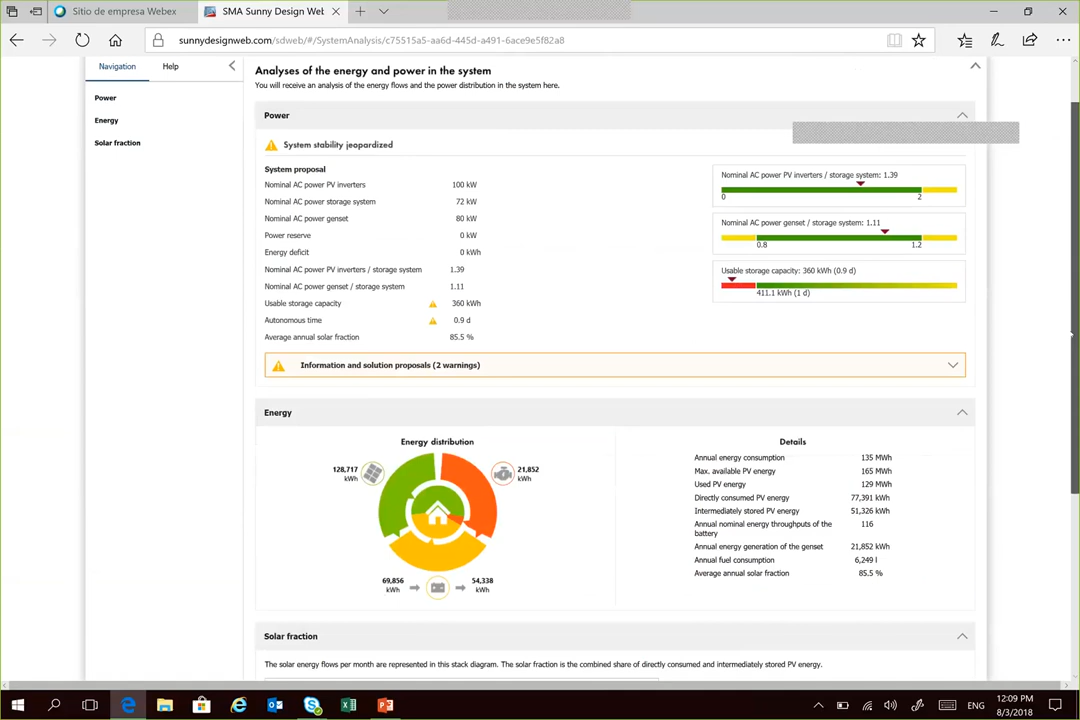 Sitio de empresa Webex
SMA Sunny Design Web
sunnydesignweb.com/sdweb/#/SystemAnalysis/c75515a5-aa6d-445d-a491-6ace9e5f82a8
Navigation
Help
Power
Energy
Solar fraction
Analyses of the energy and power in the system
You will receive an analysis of the energy flows and the power distribution in the system here.
Power
System stability jeopardized
System proposal
Nominal AC power PV inverters 100 kW
Nominal AC power storage system 72 kW
Nominal AC power genset 80 kW
Power reserve 0 kW
Energy deficit 0 kWh
Nominal AC power PV inverters / storage system 1.39
Nominal AC power genset / storage system 1.11
Usable storage capacity 360 kWh
Autonomous time 0.9 d
Average annual solar fraction 85.5 %
Nominal AC power PV inverters / storage system: 1.39
0 2
Nominal AC power genset / storage system: 1.11
0.8 1.2
Usable storage capacity: 360 kWh (0.9 d)
411.1 kWh (1 d)
Information and solution proposals (2 warnings)
Energy
Energy distribution
128,717
kWh
21,852
kWh
69,856
kWh
54,338
kWh
Details
Annual energy consumption 135 MWh
Max. available PV energy 165 MWh
Used PV energy 129 MWh
Directly consumed PV energy 77,391 kWh
Intermediately stored PV energy 51,326 kWh
Annual nominal energy throughputs of the 116
battery
Annual energy generation of the genset 21,852 kWh
Annual fuel consumption 6,249 l
Average annual solar fraction 85.5 %
Solar fraction
The solar energy flows per month are represented in this stack diagram. The solar fraction is the combined share of directly consumed and intermediately stored PV energy.
ENG
12:09 PM
8/3/2018